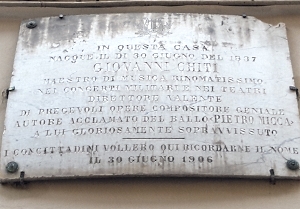 IN QUESTA CASA
NACQUE IL DI 30 GIUGNO DEL 1837
GIOVANNI CHITI
MAESTRO DI MUSICA RINOMATISSIMO
NEI CONCERTI MILITARI E NEI TEATRI
DIRETTORE VALENTE
DI PREGEVOLI OPERE COMPOSITORE GENIALE
AUTORE ACCLAMATO DEL BALLO PIETRO MICCA
A LUI GLORIOSAMENTE SOPRAVVISSUTO
I CONCITTADINI VOLLERO QUI RICORDARNE IL NOME
IL 30 GIUGNO 1906